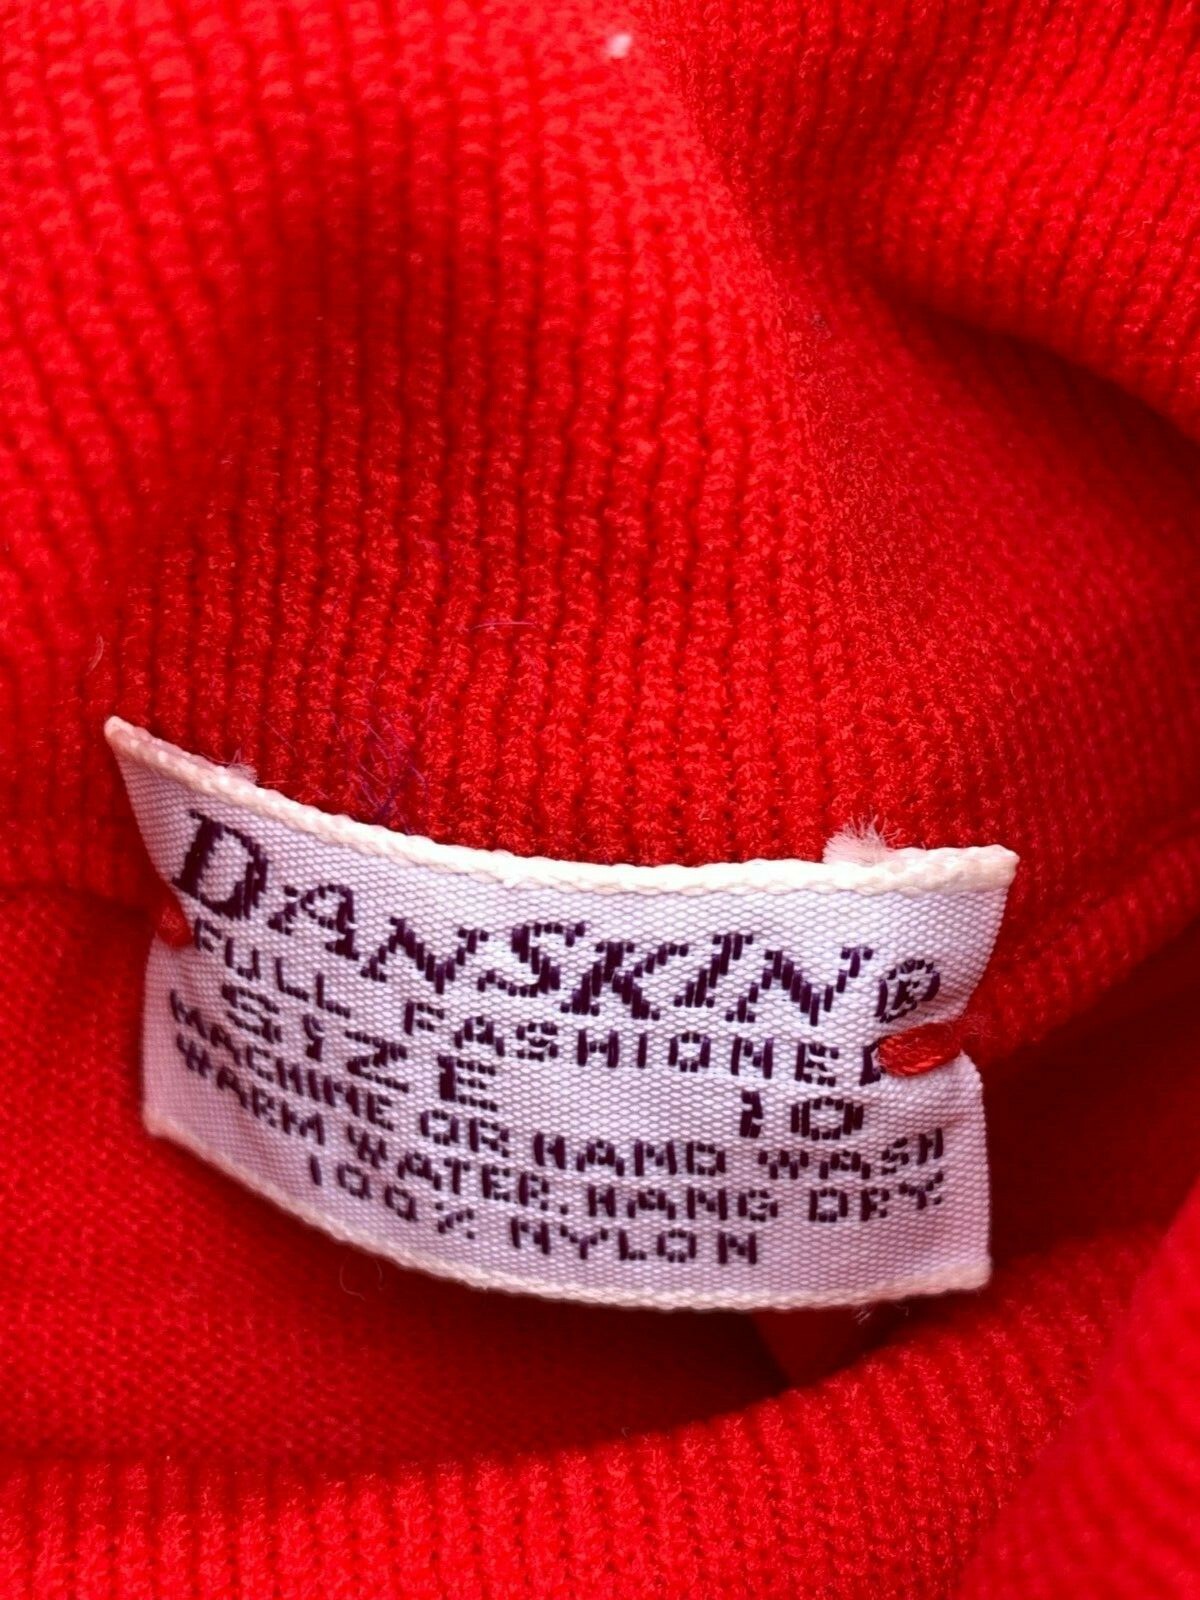 DANSKIN®
FULL FASHIONED
SIZE 10
MACHINE OR HAND WASH
WARM WATER. HANG DRY
100% NYLON